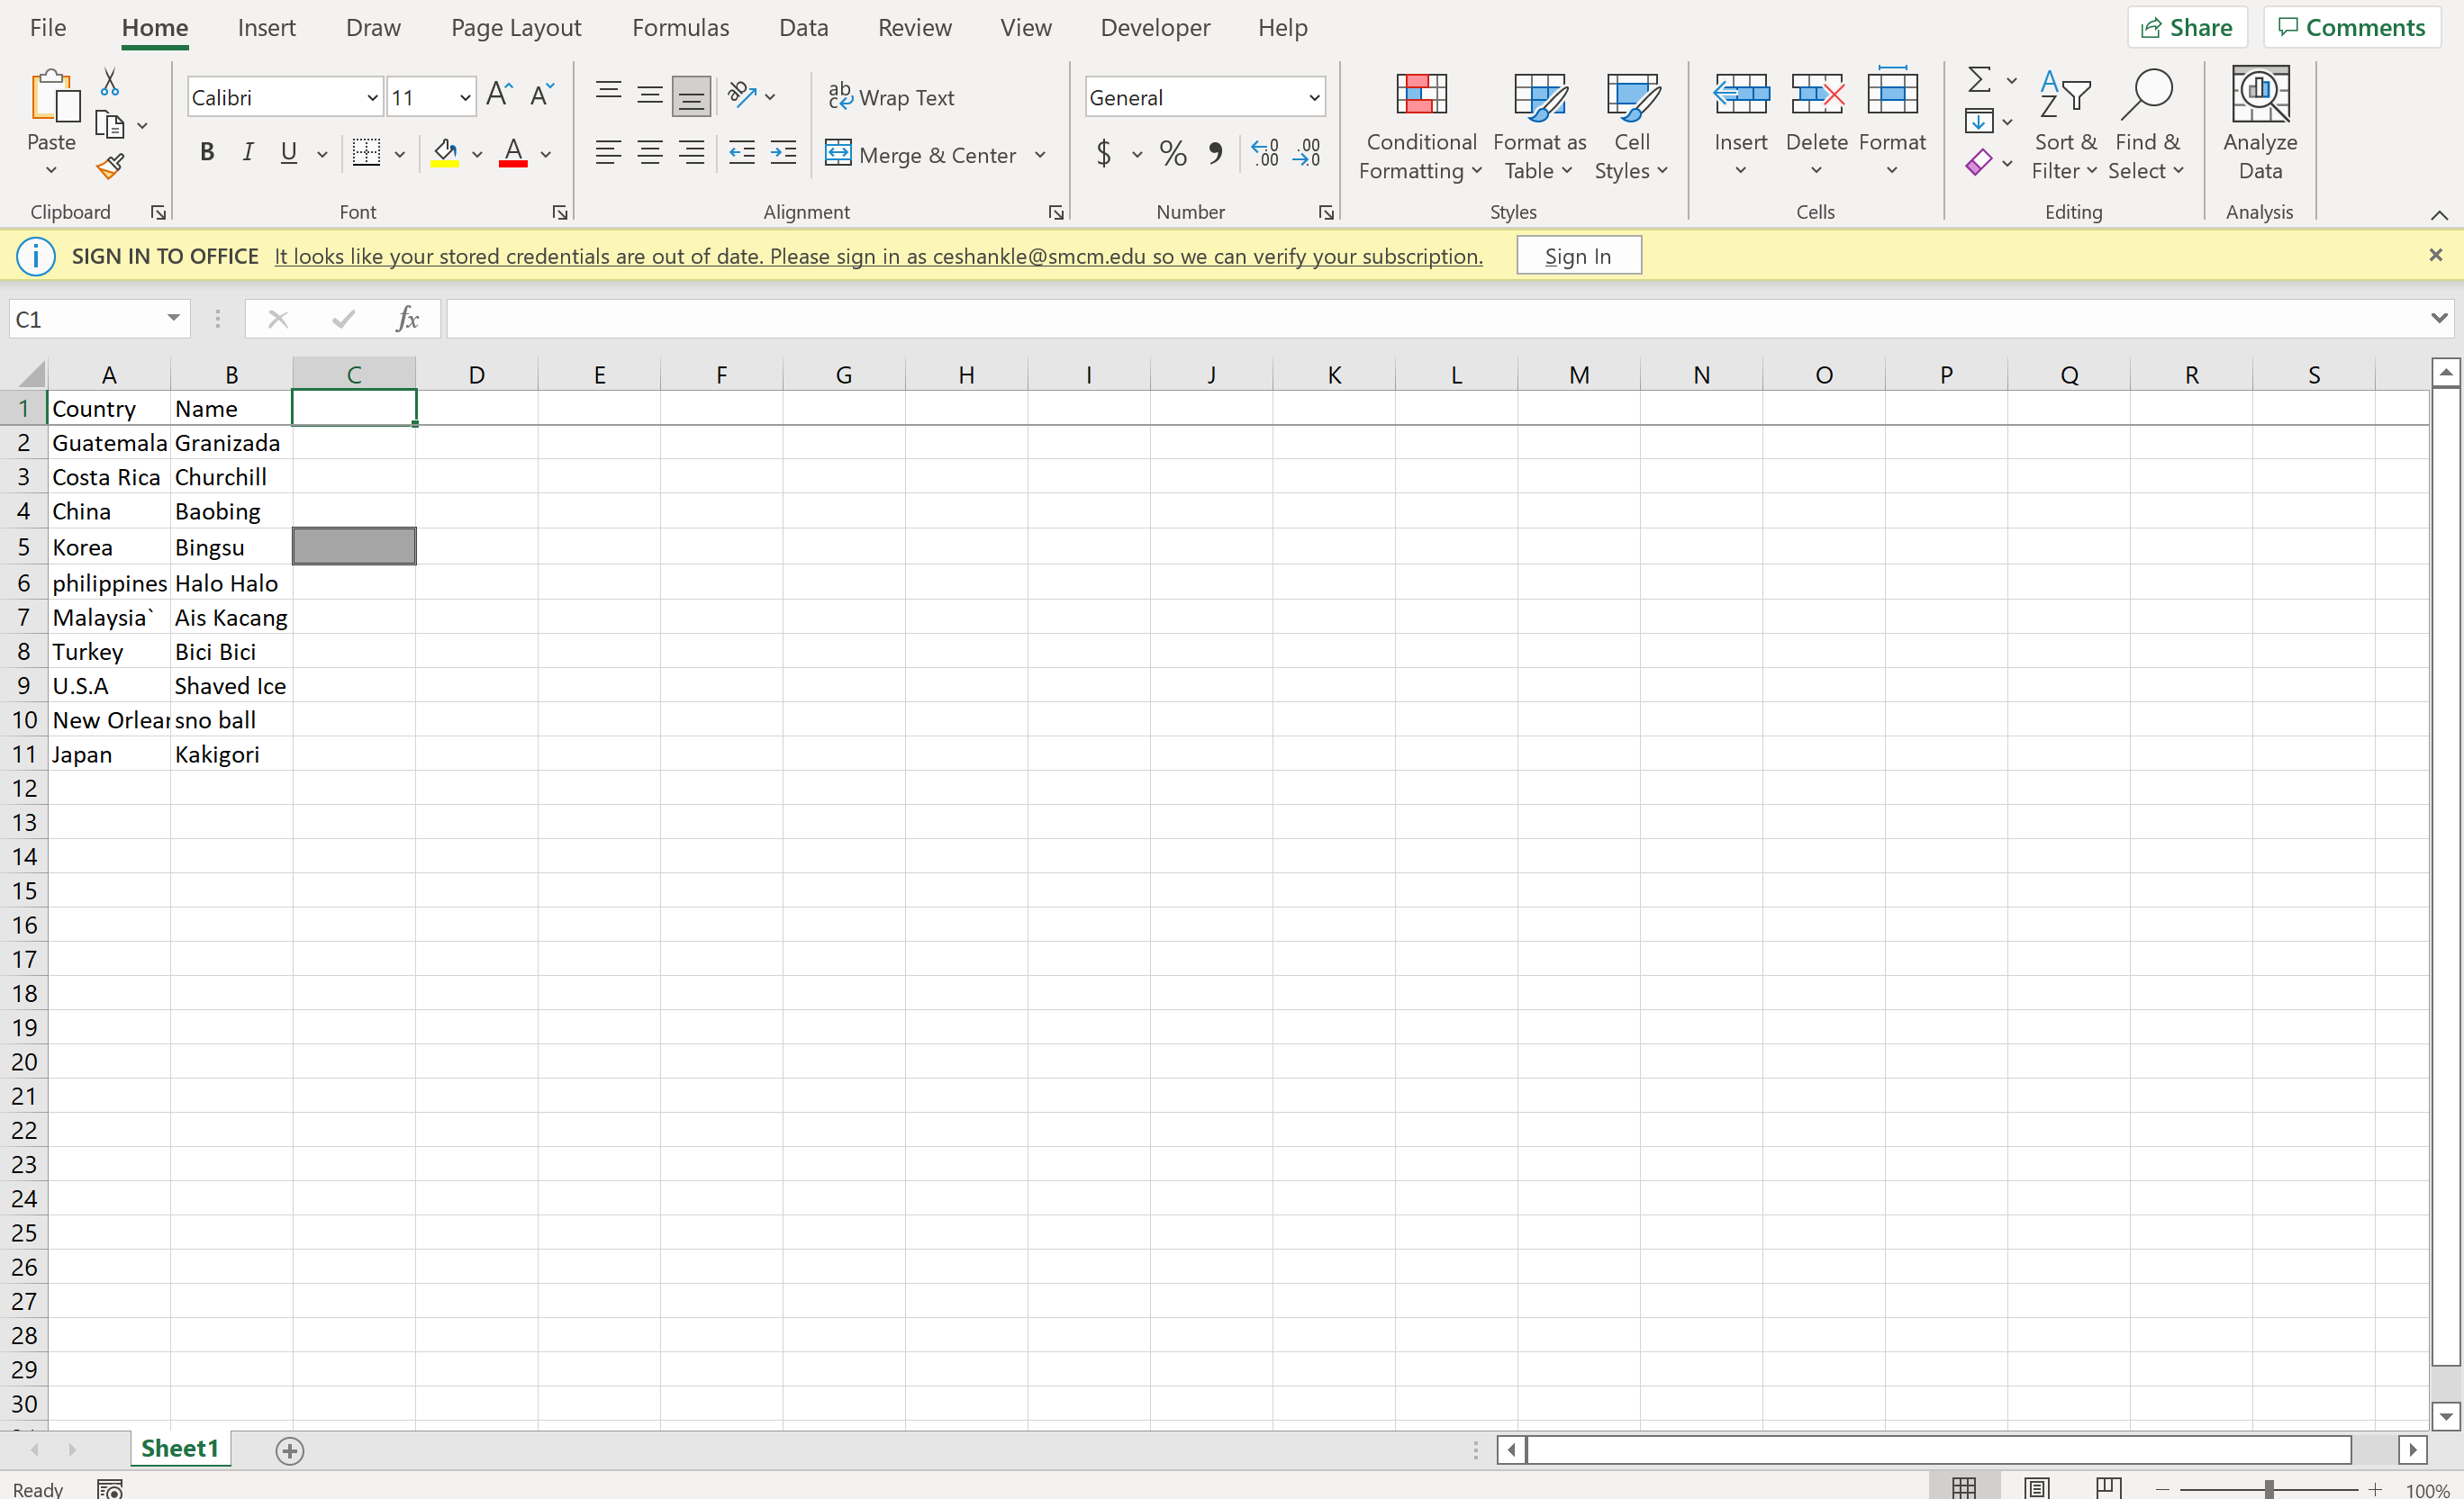 File Home Insert Draw Page Layout Formulas Data Review View Developer Help Share Comments
Paste
Clipboard
Calibri 11
B I U A
Font
ab Wrap Text
Merge & Center
Alignment
General
$ % 9 .00 .00 .0
Number
Conditional Formatting
Format as Table
Cell Styles
Styles
Insert Delete Format
Cells
Sort & Filter
Find & Select
Editing
Analyze Data
Analysis
SIGN IN TO OFFICE It looks like your stored credentials are out of date. Please sign in as ceshankle@smcm.edu so we can verify your subscription. Sign In
C1 fx
A B C D E F G H I J K L M N O P Q R S
1 Country Name
2 Guatemala Granizada
3 Costa Rica Churchill
4 China Baobing
5 Korea Bingsu
6 philippines Halo Halo
7 Malaysia` Ais Kacang
8 Turkey Bici Bici
9 U.S.A Shaved Ice
10 New Orlear sno ball
11 Japan Kakigori
12
13
14
15
16
17
18
19
20
21
22
23
24
25
26
27
28
29
30
Sheet1
Ready 100%